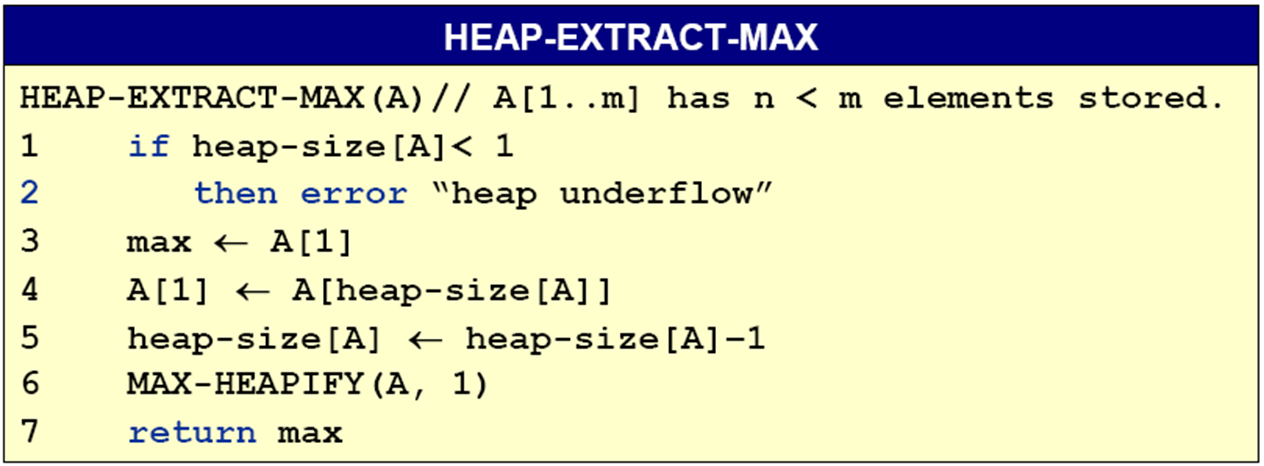 HEAP-EXTRACT-MAX
HEAP-EXTRACT-MAX(A)// A[1..m] has n < m elements stored.
1 if heap-size[A]< 1
2 then error “heap underflow”
3 max ← A[1]
4 A[1] ← A[heap-size[A]]
5 heap-size[A] ← heap-size[A]–1
6 MAX-HEAPIFY(A, 1)
7 return max